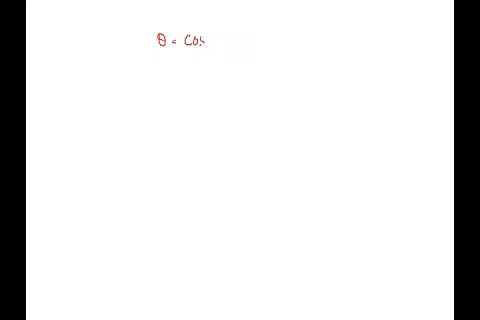 θ = cos